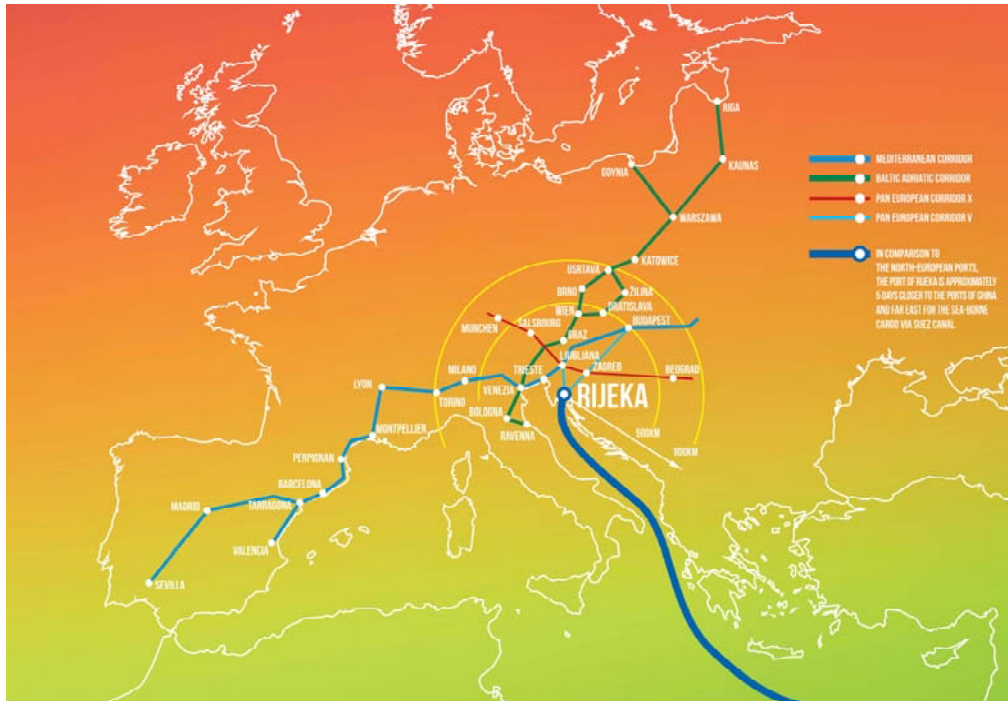 RIGA
KAUNAS
GDYNIA
WARSZAWA
KATOWICE
OSRTAVA
BRNO
ŽILINA
WIEN
BRATISLAVA
BUDAPEST
MUNCHEN
SALSBOURG
GRAZ
LJUBLJANA
ZAGREB
BEOGRAD
TRIESTE
MILANO
LYON
VENEZIA
TORINO
RIJEKA
BOLOGNA
RAVENNA
MONTPELLIER
500KM
800KM
PERPIGNAN
BARCELONA
TARRAGONA
MADRID
VALENCIA
SEVILLA
MEDITERRANEAN CORRIDOR
BALTIC ADRIATIC CORRIDOR
PAN EUROPEAN CORRIDOR X
PAN EUROPEAN CORRIDOR V
IN COMPARISON TO
THE NORTH-EUROPEAN PORTS,
THE PORT OF RIJEKA IS APPROXIMATELY
5 DAYS CLOSER TO THE PORTS OF CHINA
AND FAR EAST FOR THE SEA-BORNE
CARGO VIA SUEZ CANAL